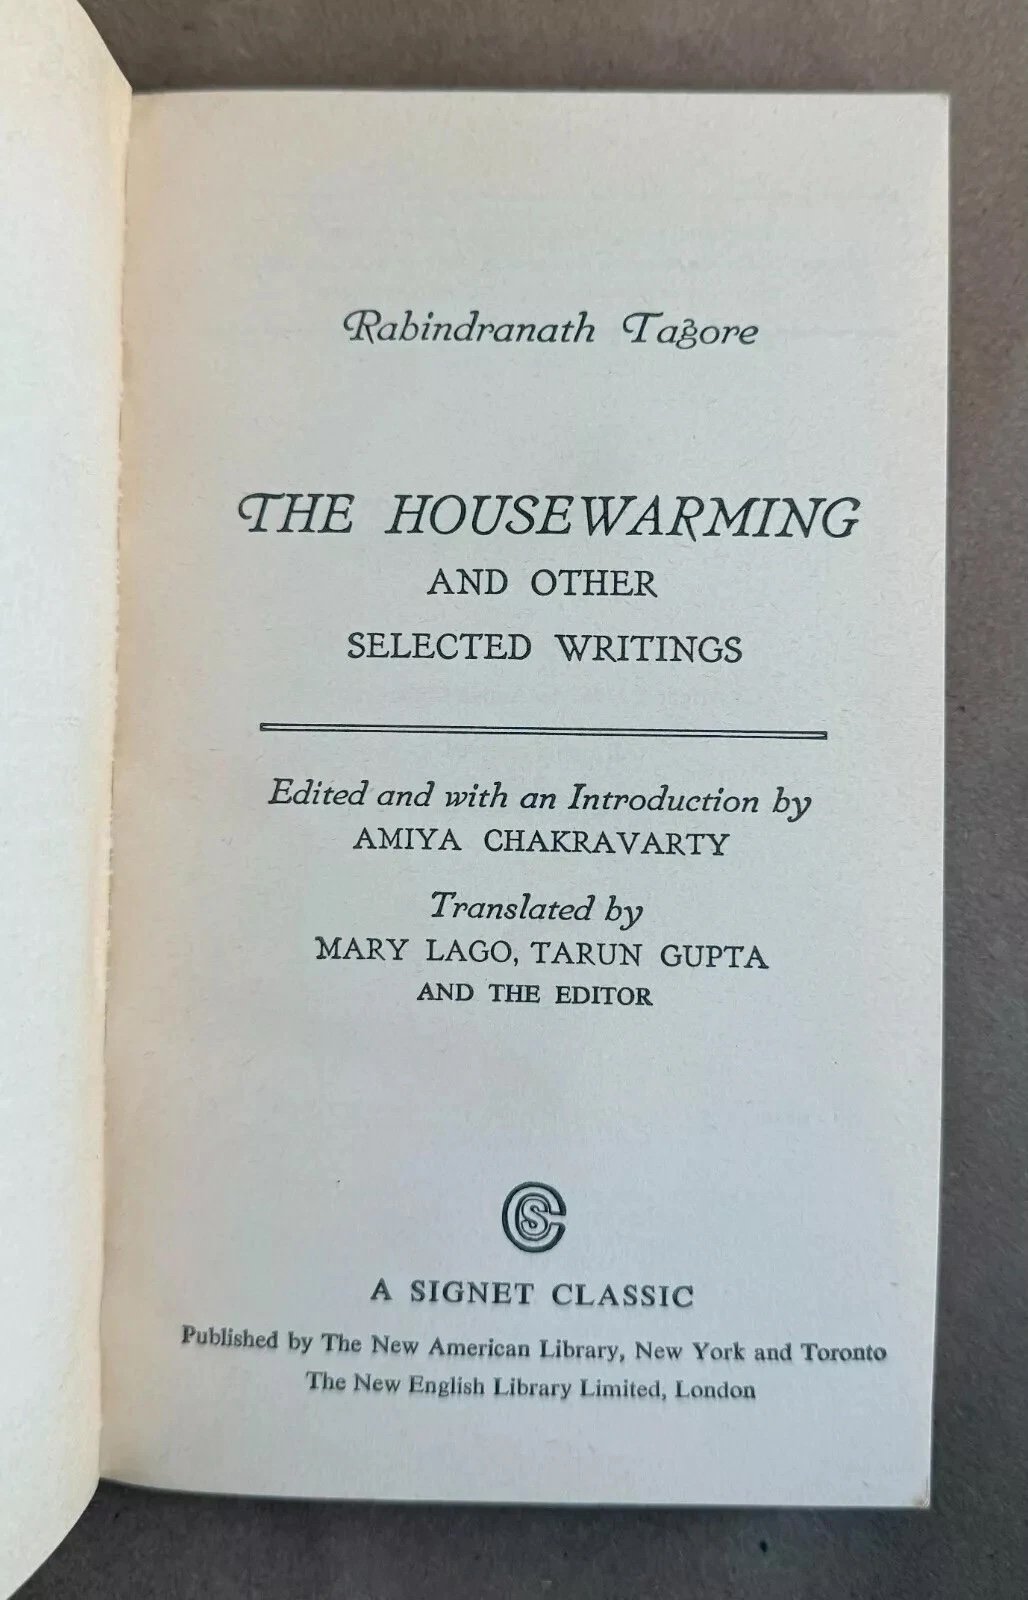 Rabindranath Tagore
THE HOUSEWARMING
AND OTHER
SELECTED WRITINGS
Edited and with an Introduction by
AMIYA CHAKRAVARTY
Translated by
MARY LAGO, TARUN GUPTA
AND THE EDITOR
CS
A SIGNET CLASSIC
Published by The New American Library, New York and Toronto
The New English Library Limited, London